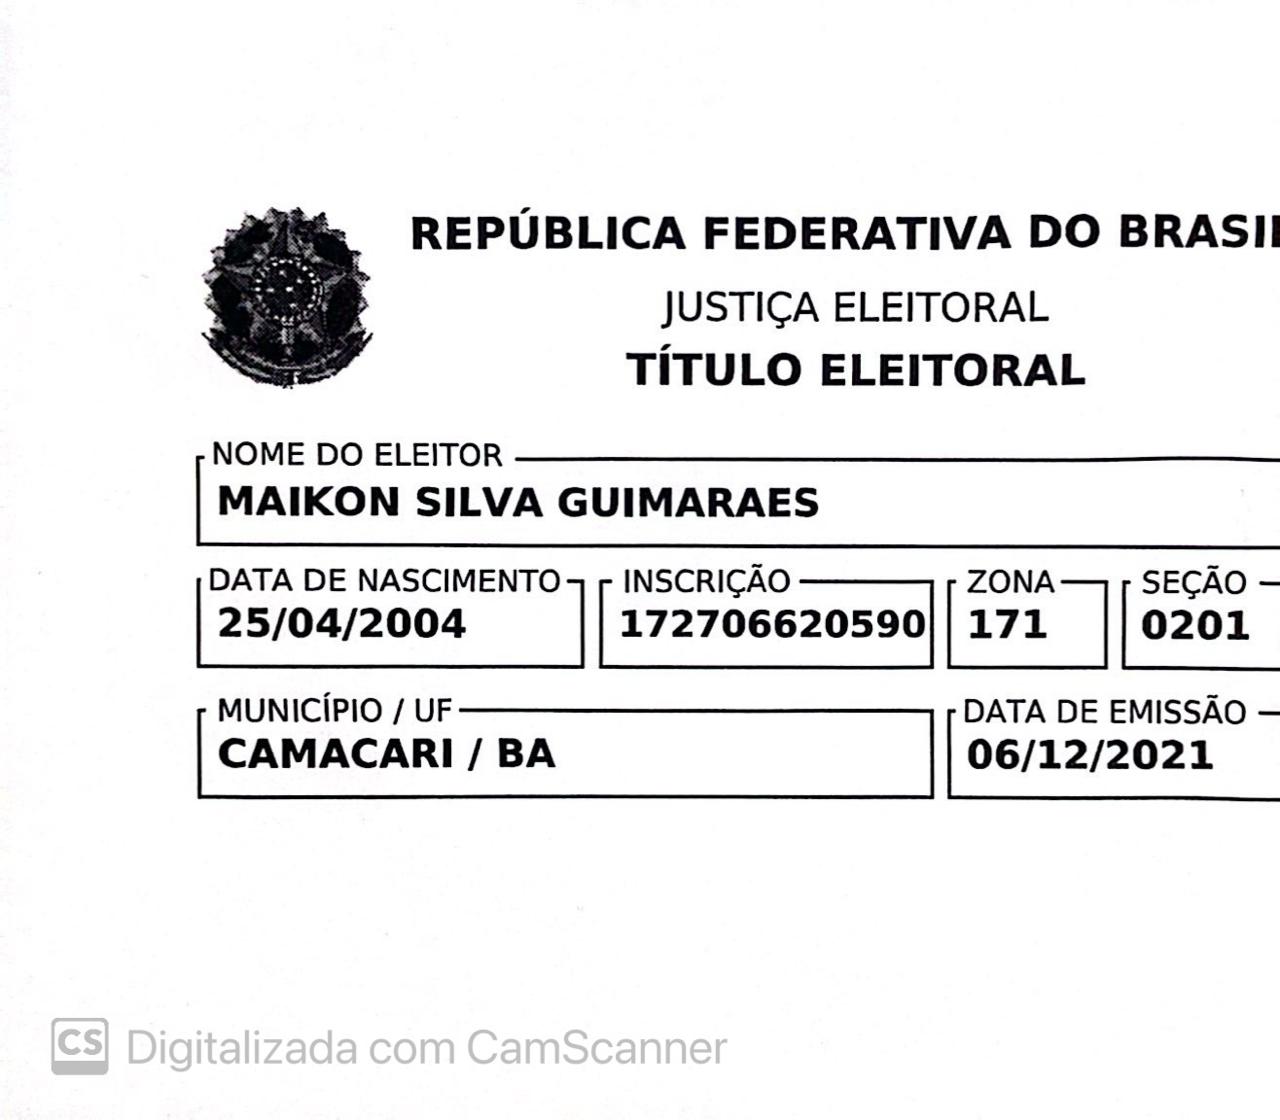 REPÚBLICA FEDERATIVA DO BRASI
JUSTIÇA ELEITORAL
TÍTULO ELEITORAL
NOME DO ELEITOR
MAIKON SILVA GUIMARAES
DATA DE NASCIMENTO INSCRIÇÃO ZONA SEÇÃO
25/04/2004 172706620590 171 0201
MUNICÍPIO / UF DATA DE EMISSÃO
CAMACARI / BA 06/12/2021
CS Digitalizada com CamScanner